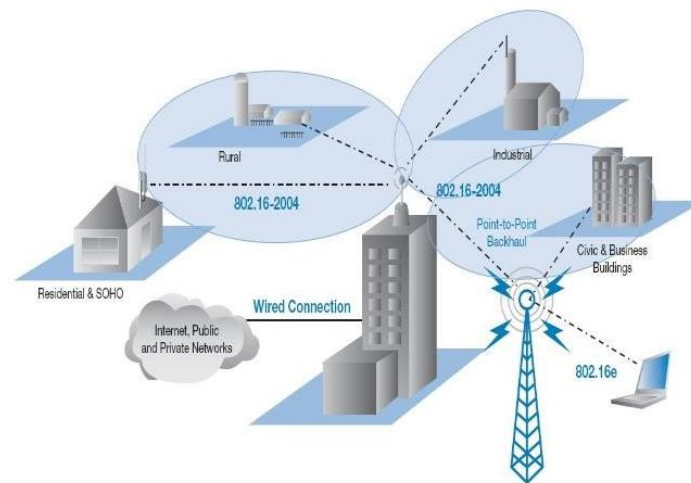 Rural
Industrial
802.16-2004
802.16-2004
Point-to-Point
Backhaul
Civic & Business
Buildings
Residential & SOHO
Wired Connection
Internet, Public
and Private Networks
802.16e